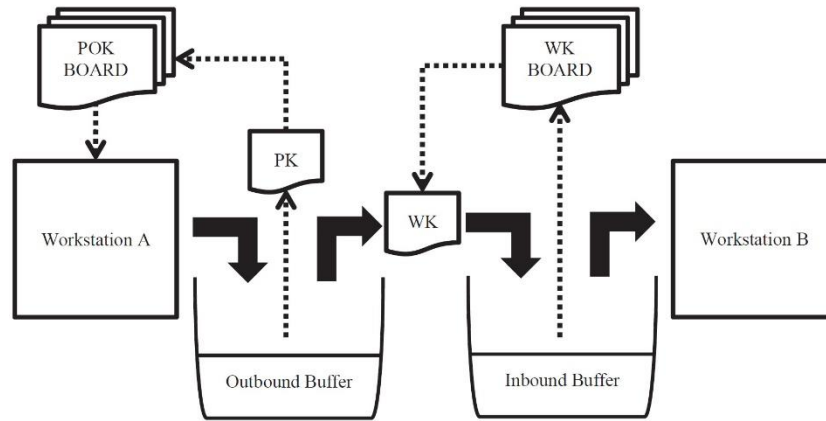 POK
BOARD
WK
BOARD
PK
WK
Workstation A
Workstation B
Outbound Buffer
Inbound Buffer